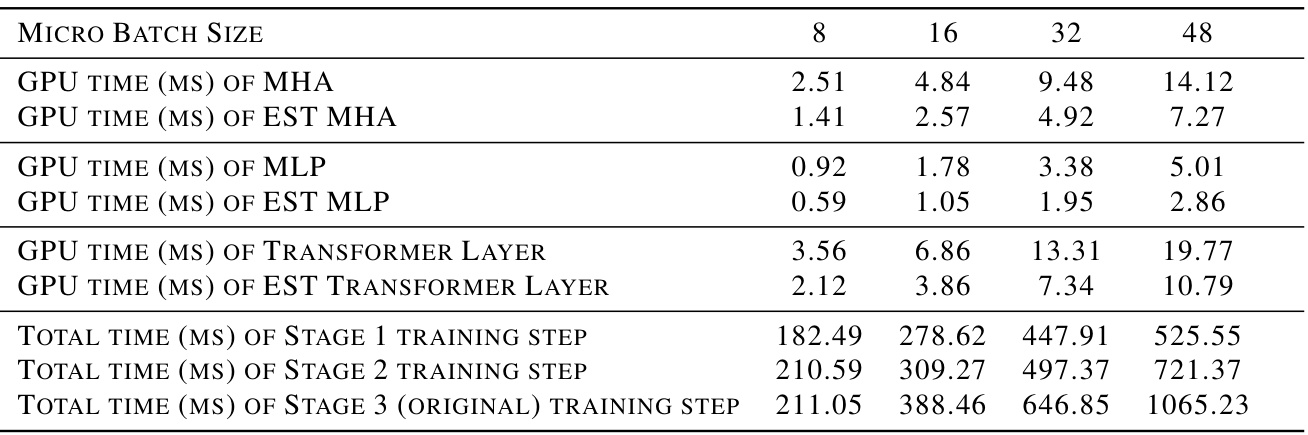 MICRO BATCH SIZE 8 16 32 48
GPU TIME (MS) OF MHA 2.51 4.84 9.48 14.12
GPU TIME (MS) OF EST MHA 1.41 2.57 4.92 7.27
GPU TIME (MS) OF MLP 0.92 1.78 3.38 5.01
GPU TIME (MS) OF EST MLP 0.59 1.05 1.95 2.86
GPU TIME (MS) OF TRANSFORMER LAYER 3.56 6.86 13.31 19.77
GPU TIME (MS) OF EST TRANSFORMER LAYER 2.12 3.86 7.34 10.79
TOTAL TIME (MS) OF STAGE 1 TRAINING STEP 182.49 278.62 447.91 525.55
TOTAL TIME (MS) OF STAGE 2 TRAINING STEP 210.59 309.27 497.37 721.37
TOTAL TIME (MS) OF STAGE 3 (ORIGINAL) TRAINING STEP 211.05 388.46 646.85 1065.23